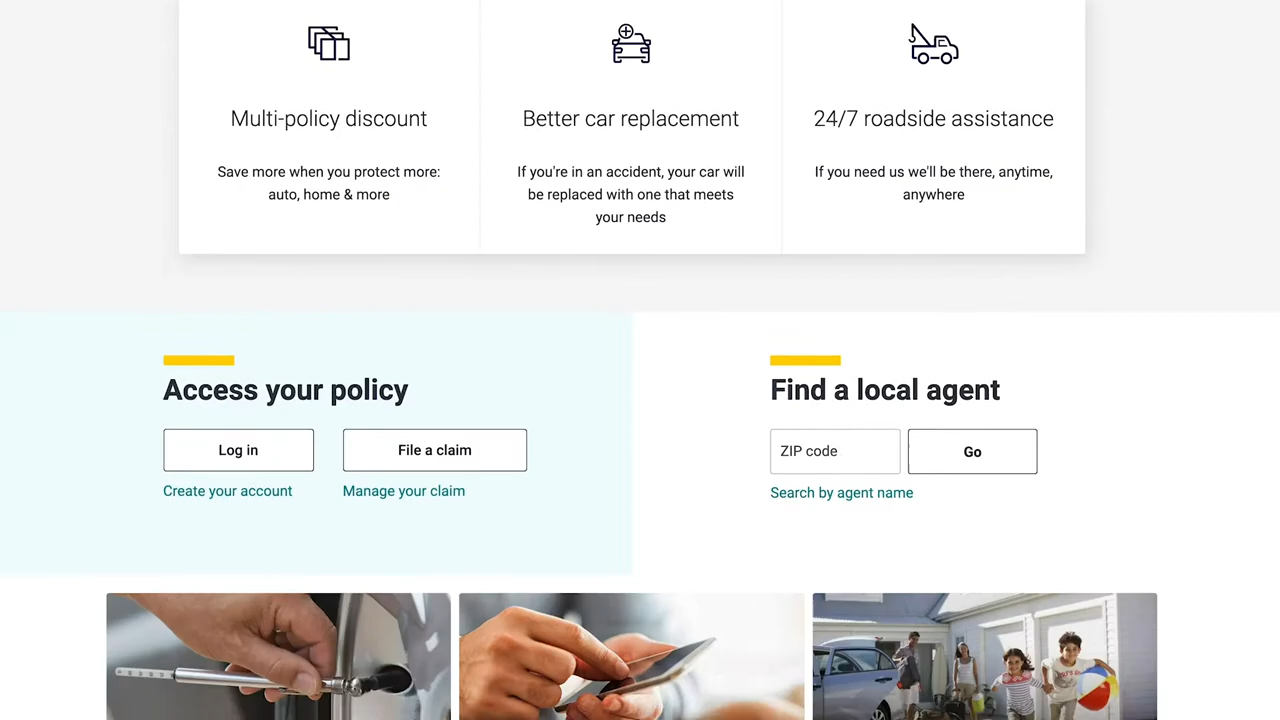 Multi-policy discount
Save more when you protect more:
auto, home & more
Better car replacement
If you're in an accident, your car will
be replaced with one that meets
your needs
24/7 roadside assistance
If you need us we'll be there, anytime,
anywhere
Access your policy
Log in
File a claim
Create your account
Manage your claim
Find a local agent
ZIP code
Go
Search by agent name